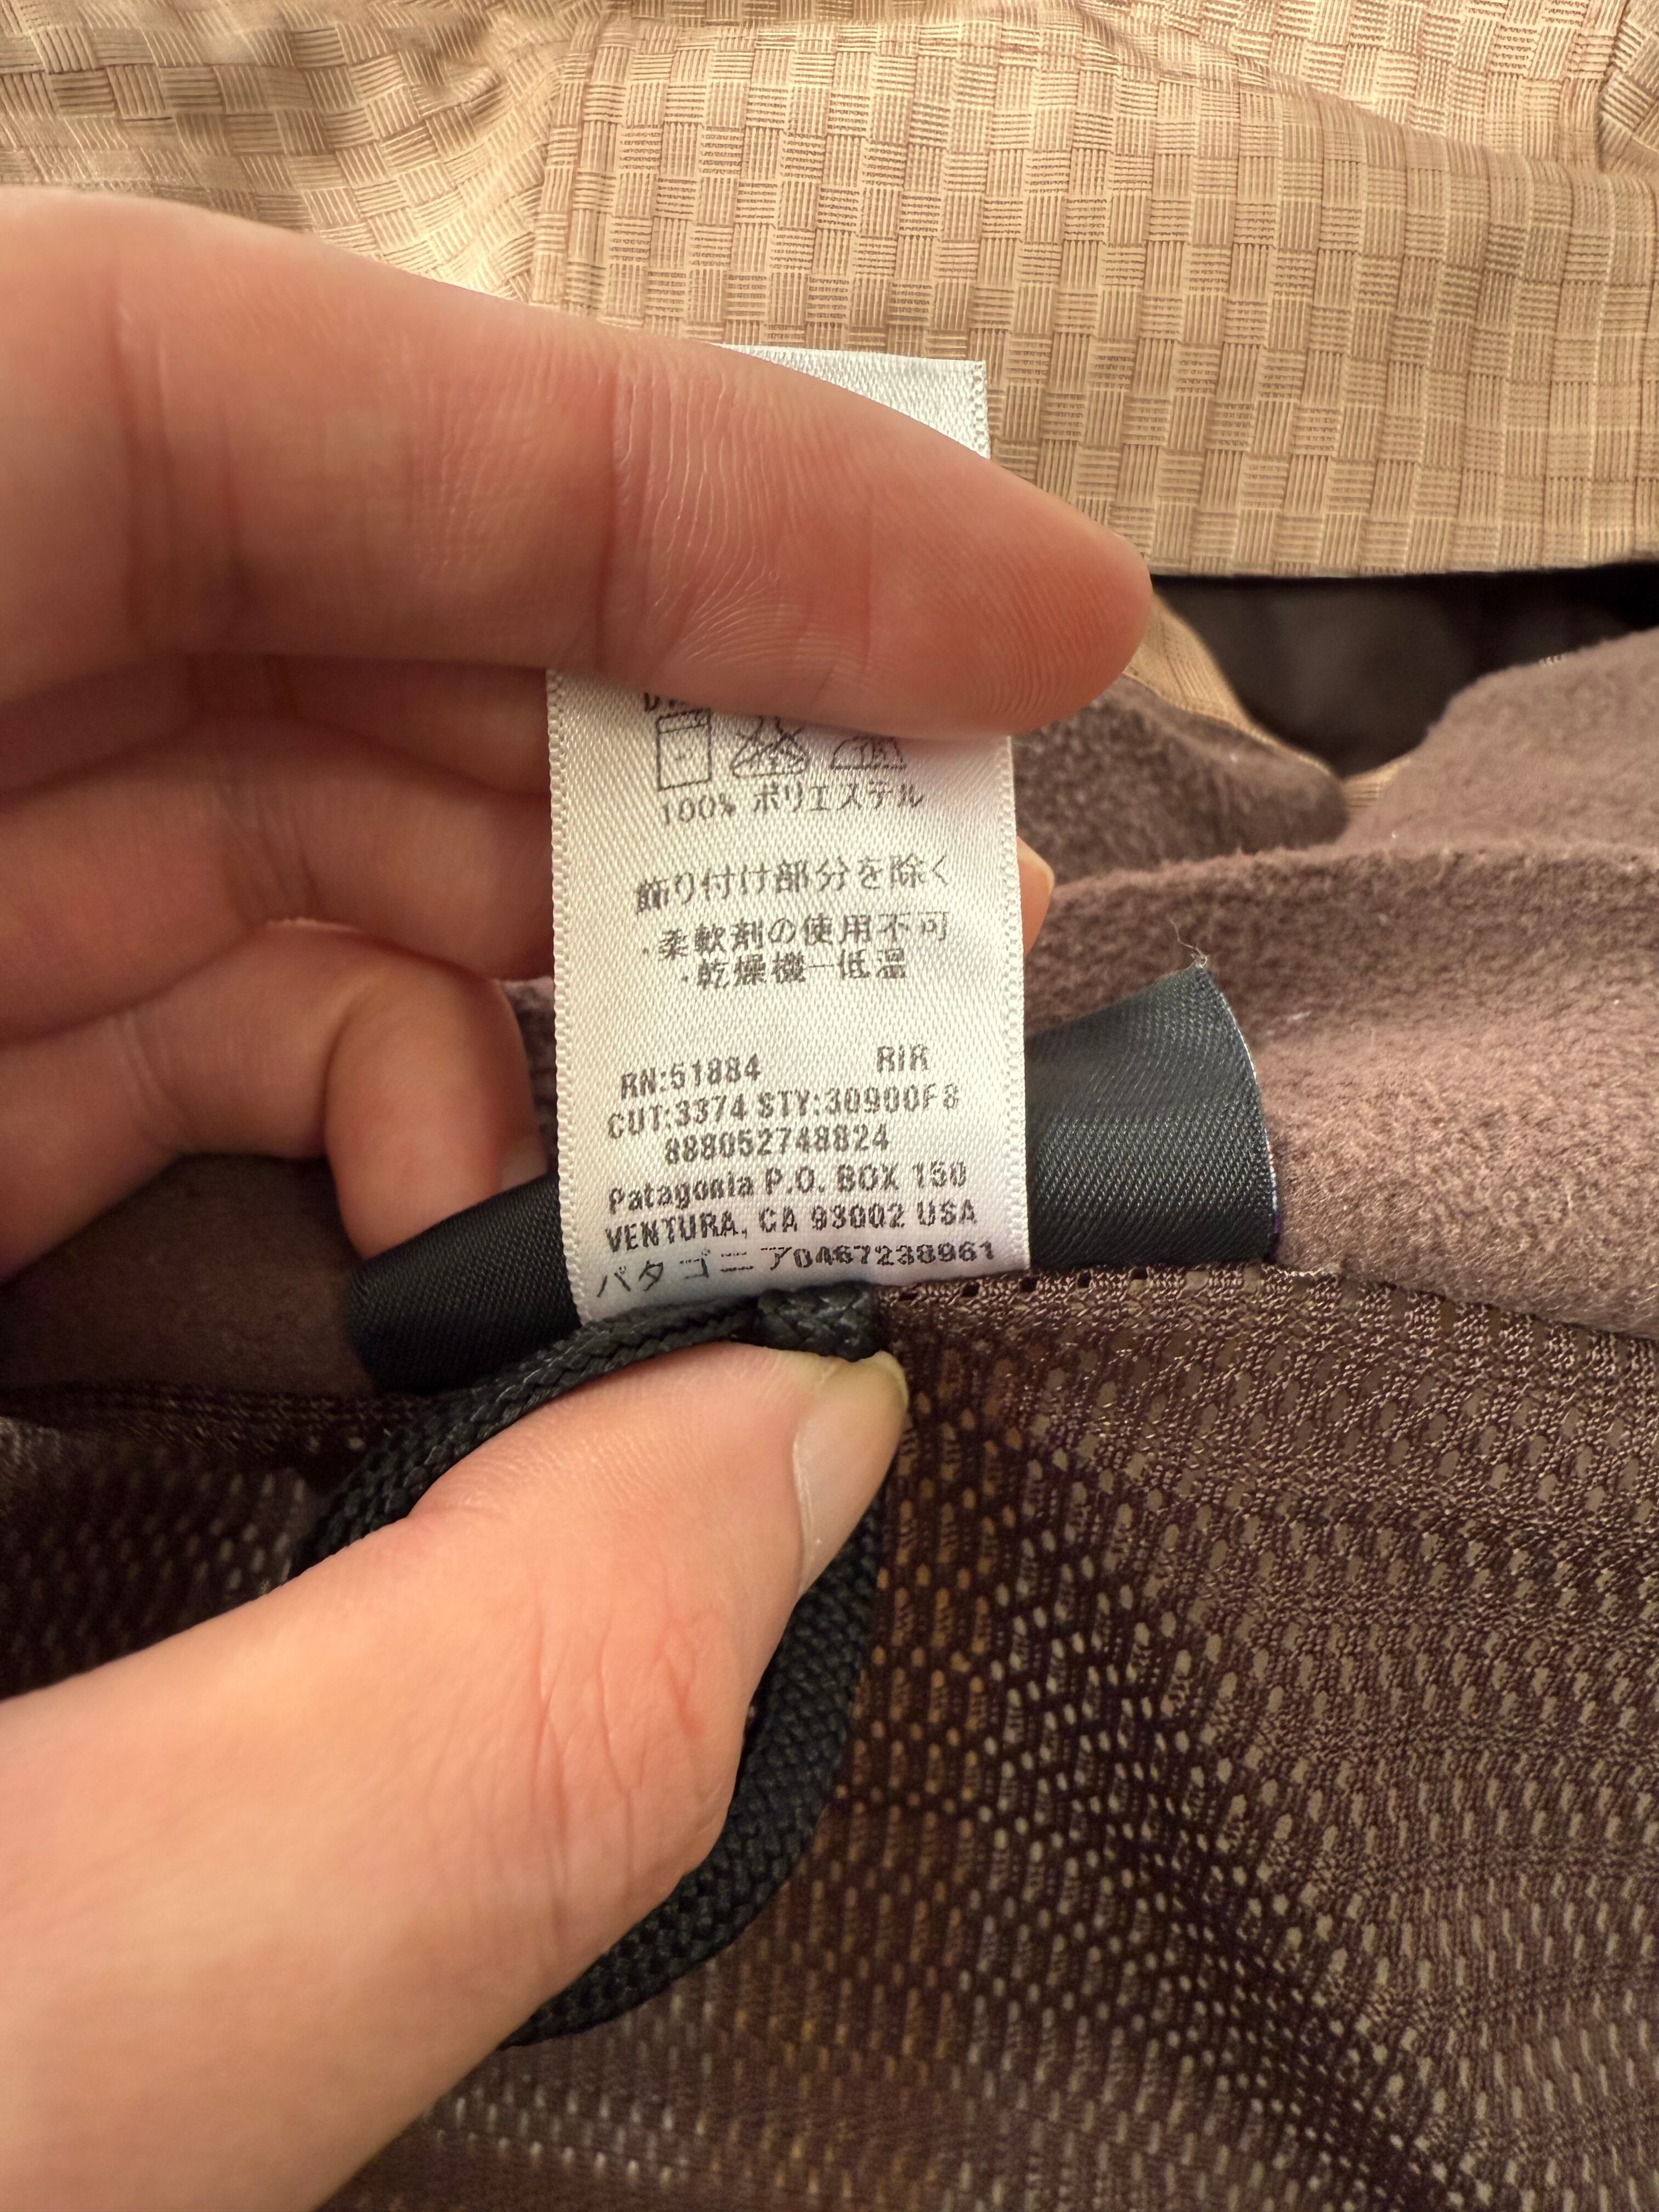 100% ポリエステル
飾り付け部分を除く
・柔軟剤の使用不可
・乾燥機ー低温
RN:51884 RIR
CUT:3374 STY:30900F8
888052748824
Patagonia P.O. BOX 150
VENTURA, CA 93002 USA
パタゴニア0467238961